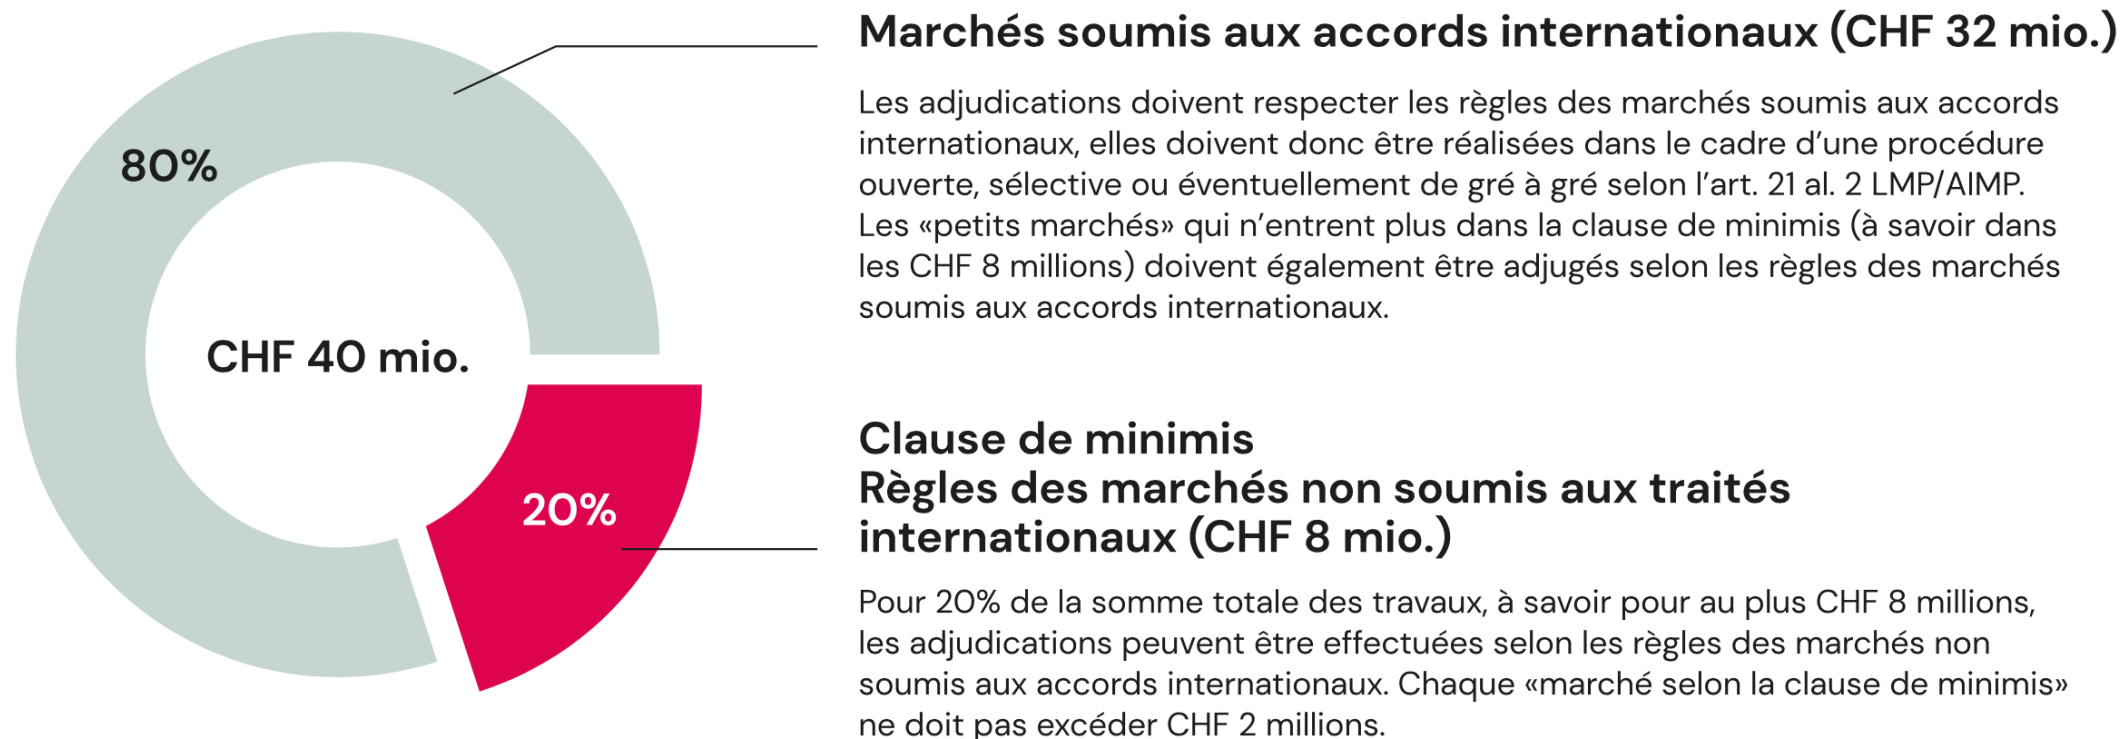 80%
CHF 40 mio.
20%
Marchés soumis aux accords internationaux (CHF 32 mio.)
Les adjudications doivent respecter les règles des marchés soumis aux accords
internationaux, elles doivent donc être réalisées dans le cadre d’une procédure
ouverte, sélective ou éventuellement de gré à gré selon l’art. 21 al. 2 LMP/AIMP.
Les «petits marchés» qui n’entrent plus dans la clause de minimis (à savoir dans
les CHF 8 millions) doivent également être adjugés selon les règles des marchés
soumis aux accords internationaux.
Clause de minimis
Règles des marchés non soumis aux traités
internationaux (CHF 8 mio.)
Pour 20% de la somme totale des travaux, à savoir pour au plus CHF 8 millions,
les adjudications peuvent être effectuées selon les règles des marchés non
soumis aux accords internationaux. Chaque «marché selon la clause de minimis»
ne doit pas excéder CHF 2 millions.